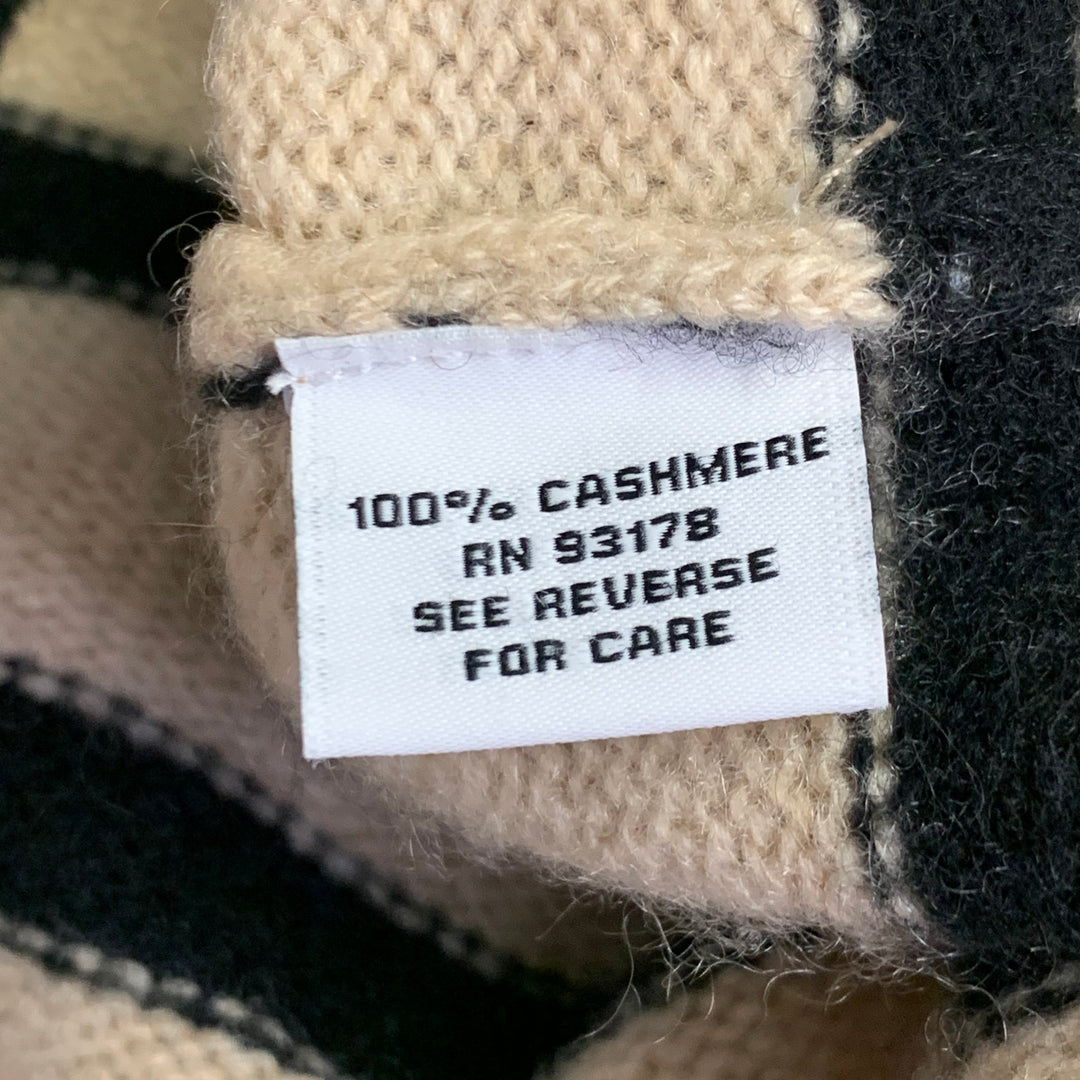 100% CASHMERE
RN 93178
SEE REVERSE
FOR CARE